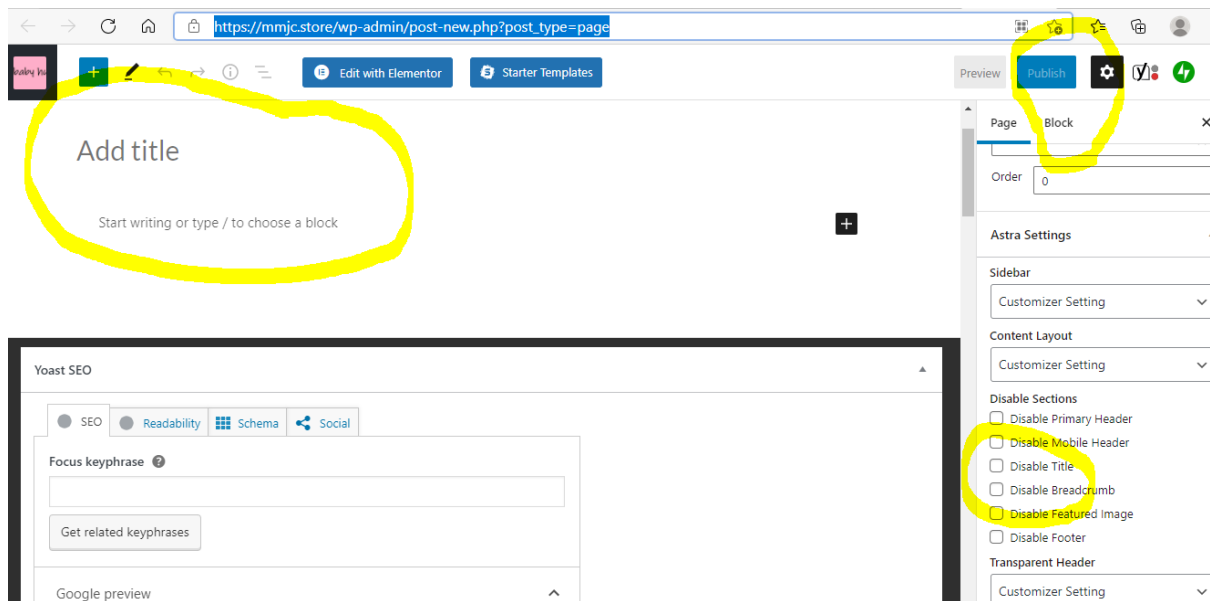 https://mmjc.store/wp-admin/post-new.php?post_type=page
Edit with Elementor
Starter Templates
Preview
Publish
Add title
Start writing or type / to choose a block
Page
Block
Order
0
Astra Settings
Sidebar
Customizer Setting
Content Layout
Customizer Setting
Disable Sections
Disable Primary Header
Disable Mobile Header
Disable Title
Disable Breadcrumb
Disable Featured Image
Disable Footer
Transparent Header
Customizer Setting
Yoast SEO
SEO
Readability
Schema
Social
Focus keyphrase
Get related keyphrases
Google preview